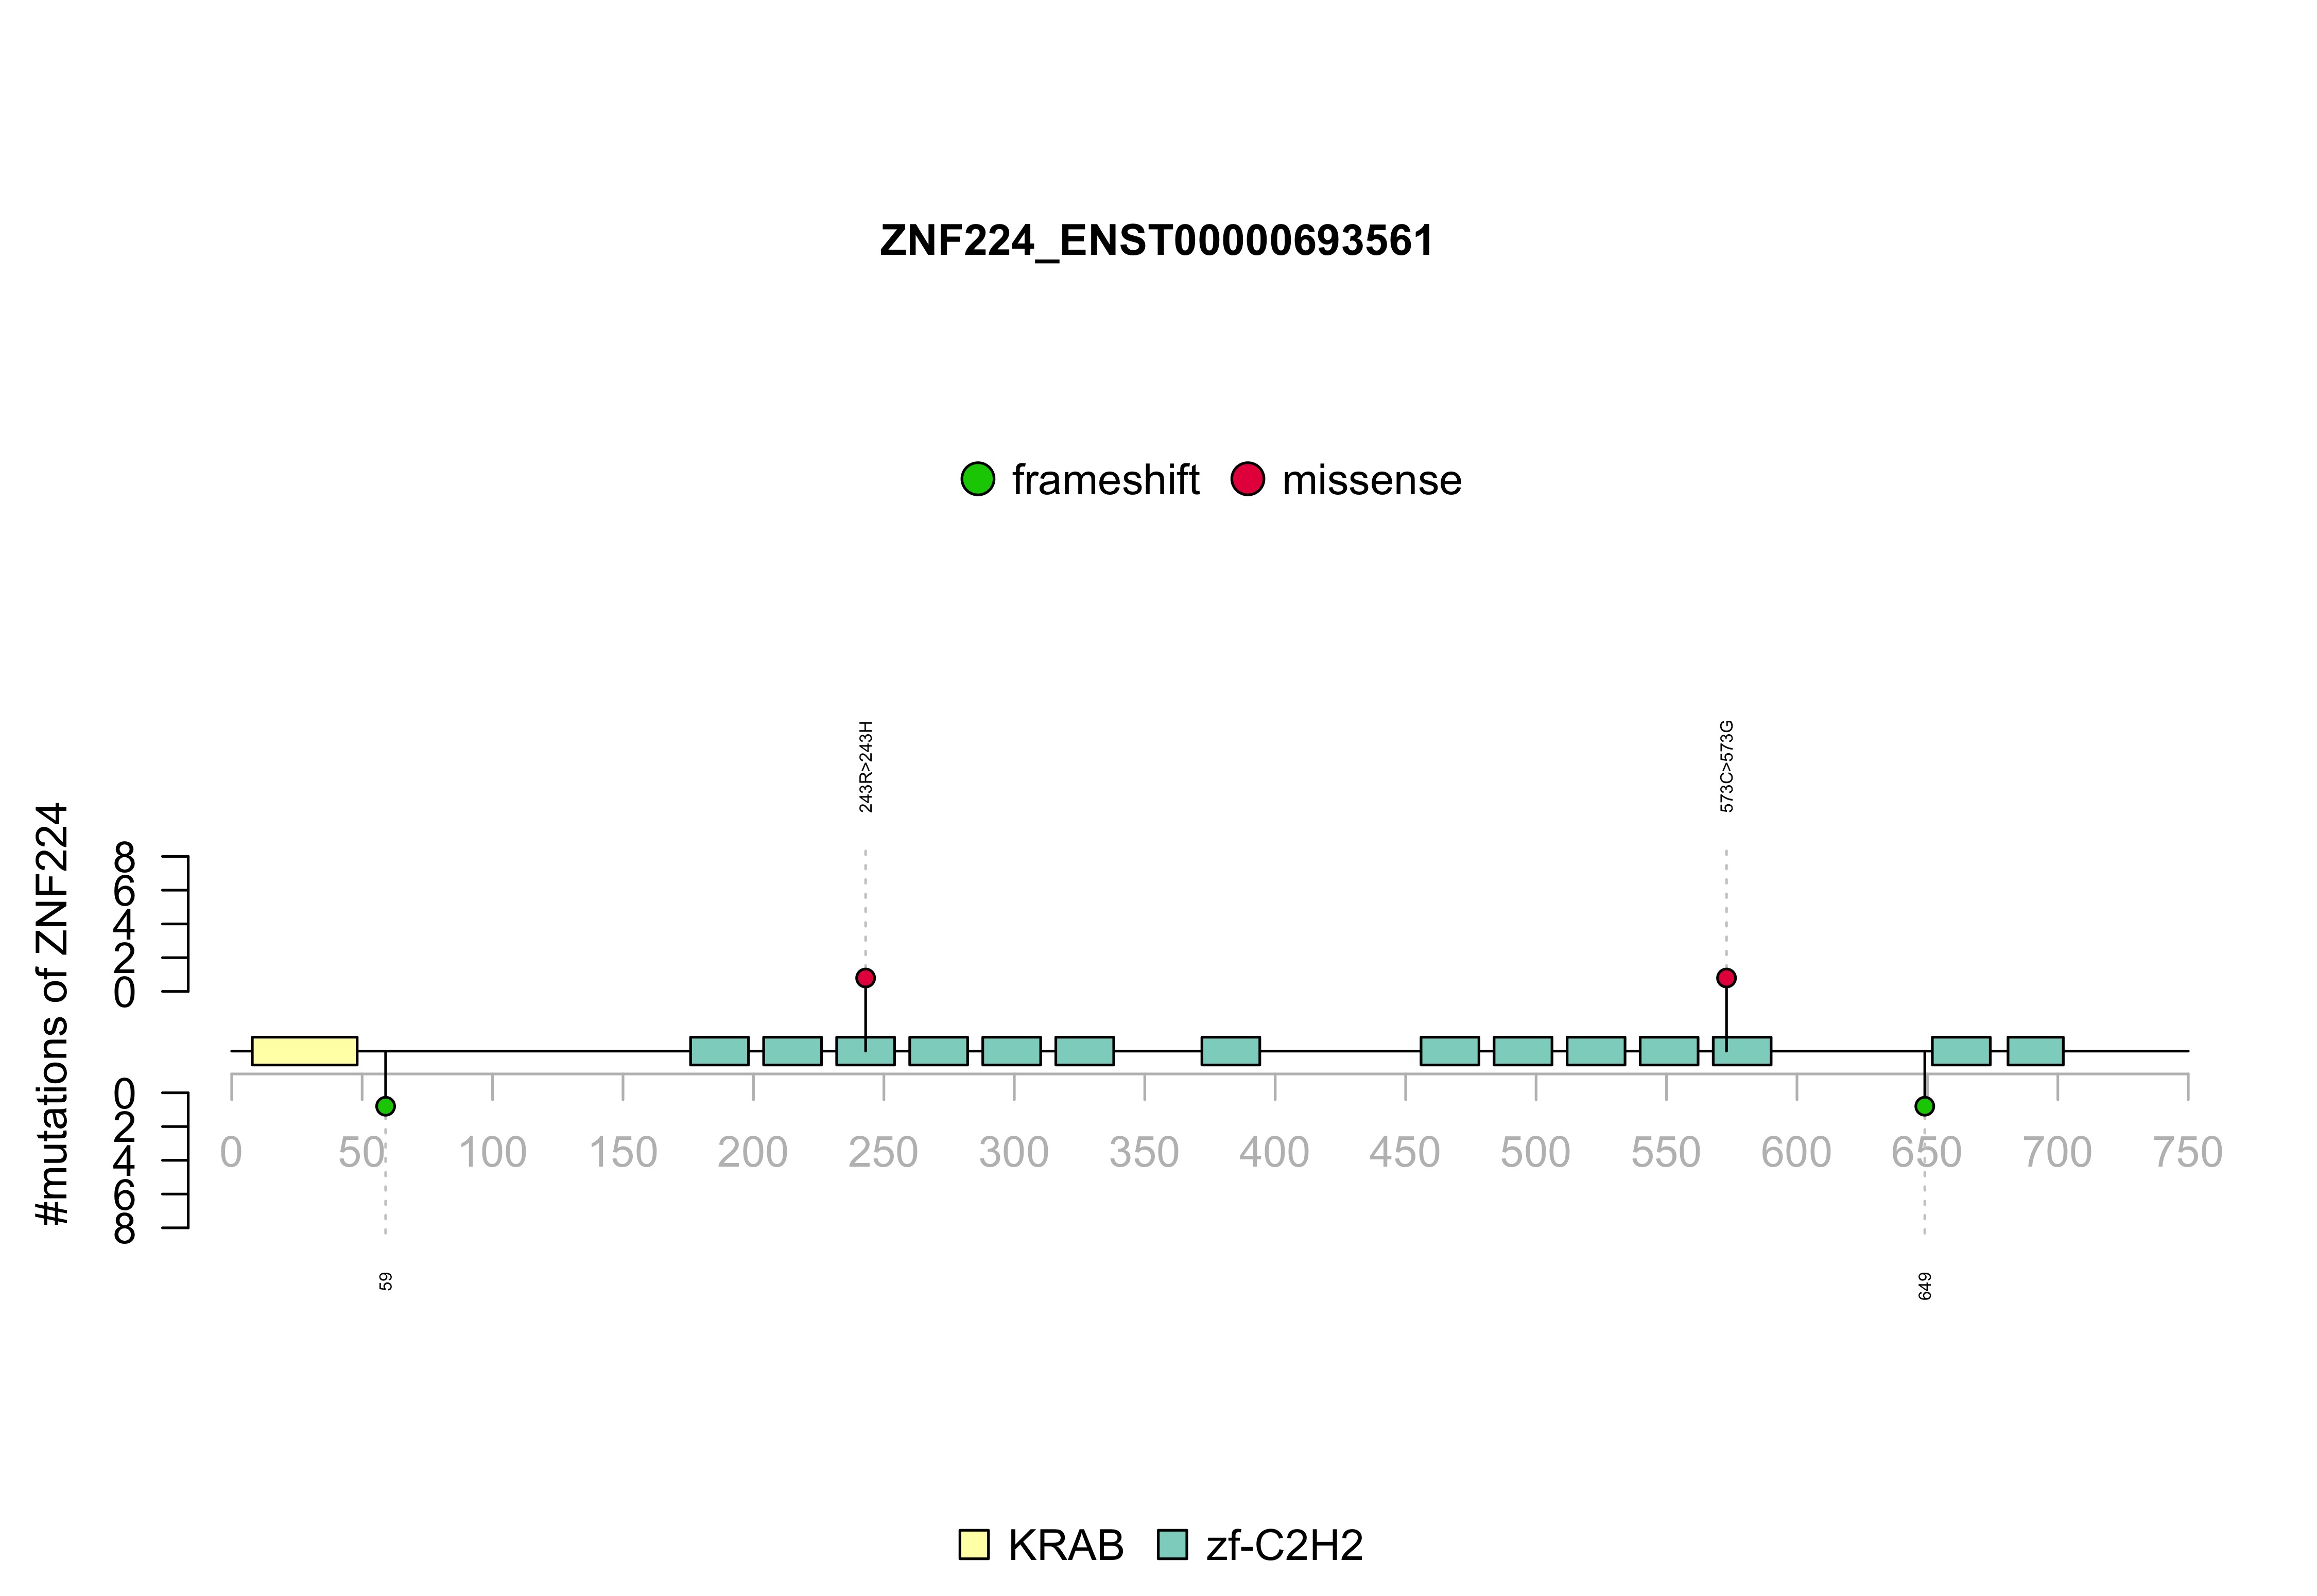 ZNF224_ENST00000693561
frameshift missense
243R>243H 573C>573G
#mutations of ZNF224
8
6
4
2
0
0
2
4
6
8
0 50 100 150 200 250 300 350 400 450 500 550 600 650 700 750
59 649
KRAB zf-C2H2